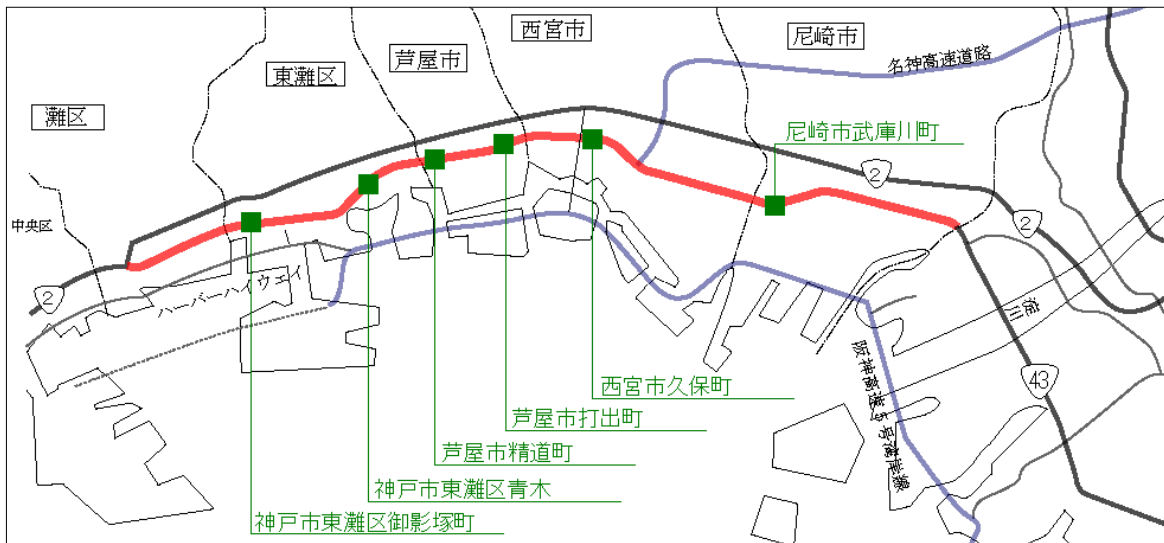 西宮市
尼崎市
芦屋市
東灘区
名神高速道路
灘区
尼崎市武庫川町
2
中央区
2
2
ハーバーハイウェイ
淀川
阪神高速5号湾岸線
43
西宮市久保町
芦屋市打出町
芦屋市精道町
神戸市東灘区青木
神戸市東灘区御影塚町